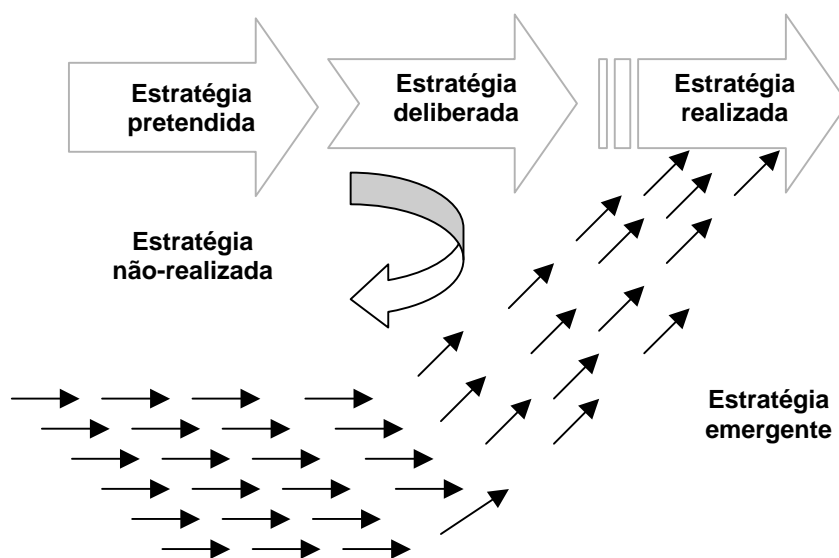 Estratégia
pretendida
Estratégia
deliberada
Estratégia
realizada
Estratégia
não-realizada
Estratégia
emergente